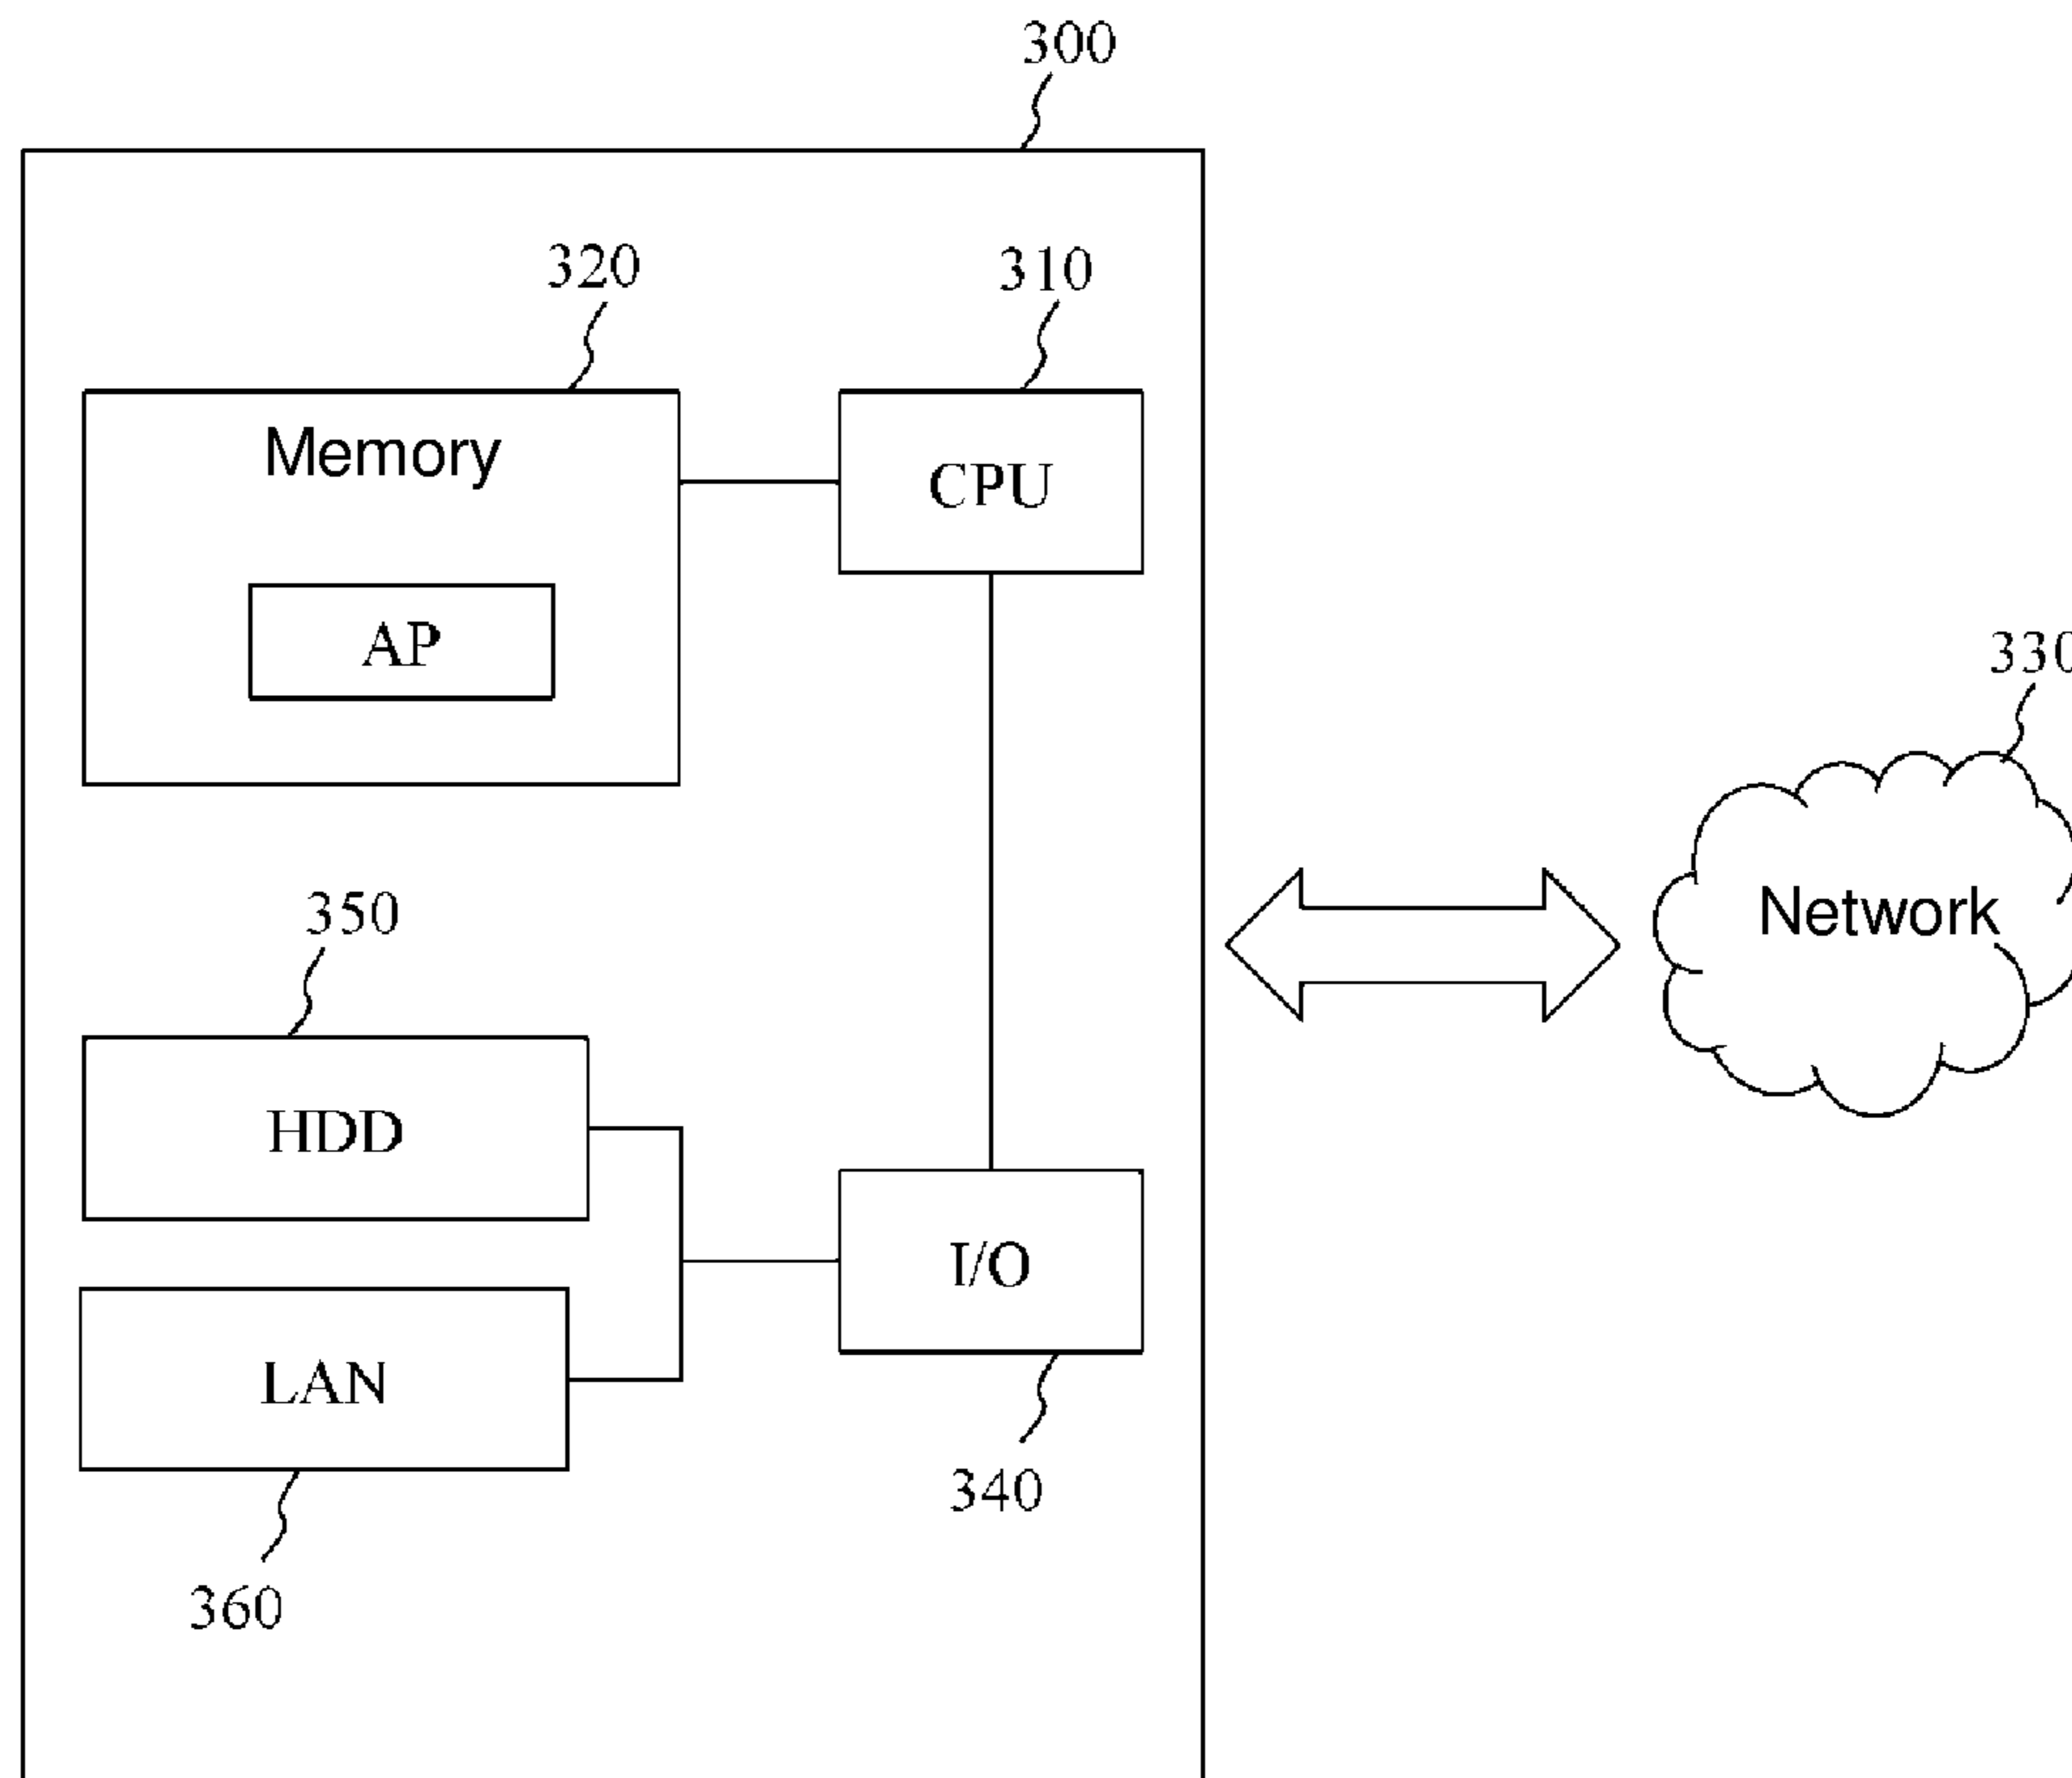 300
320
310
Memory
CPU
AP
330
350
Network
HDD
I/O
LAN
340
360